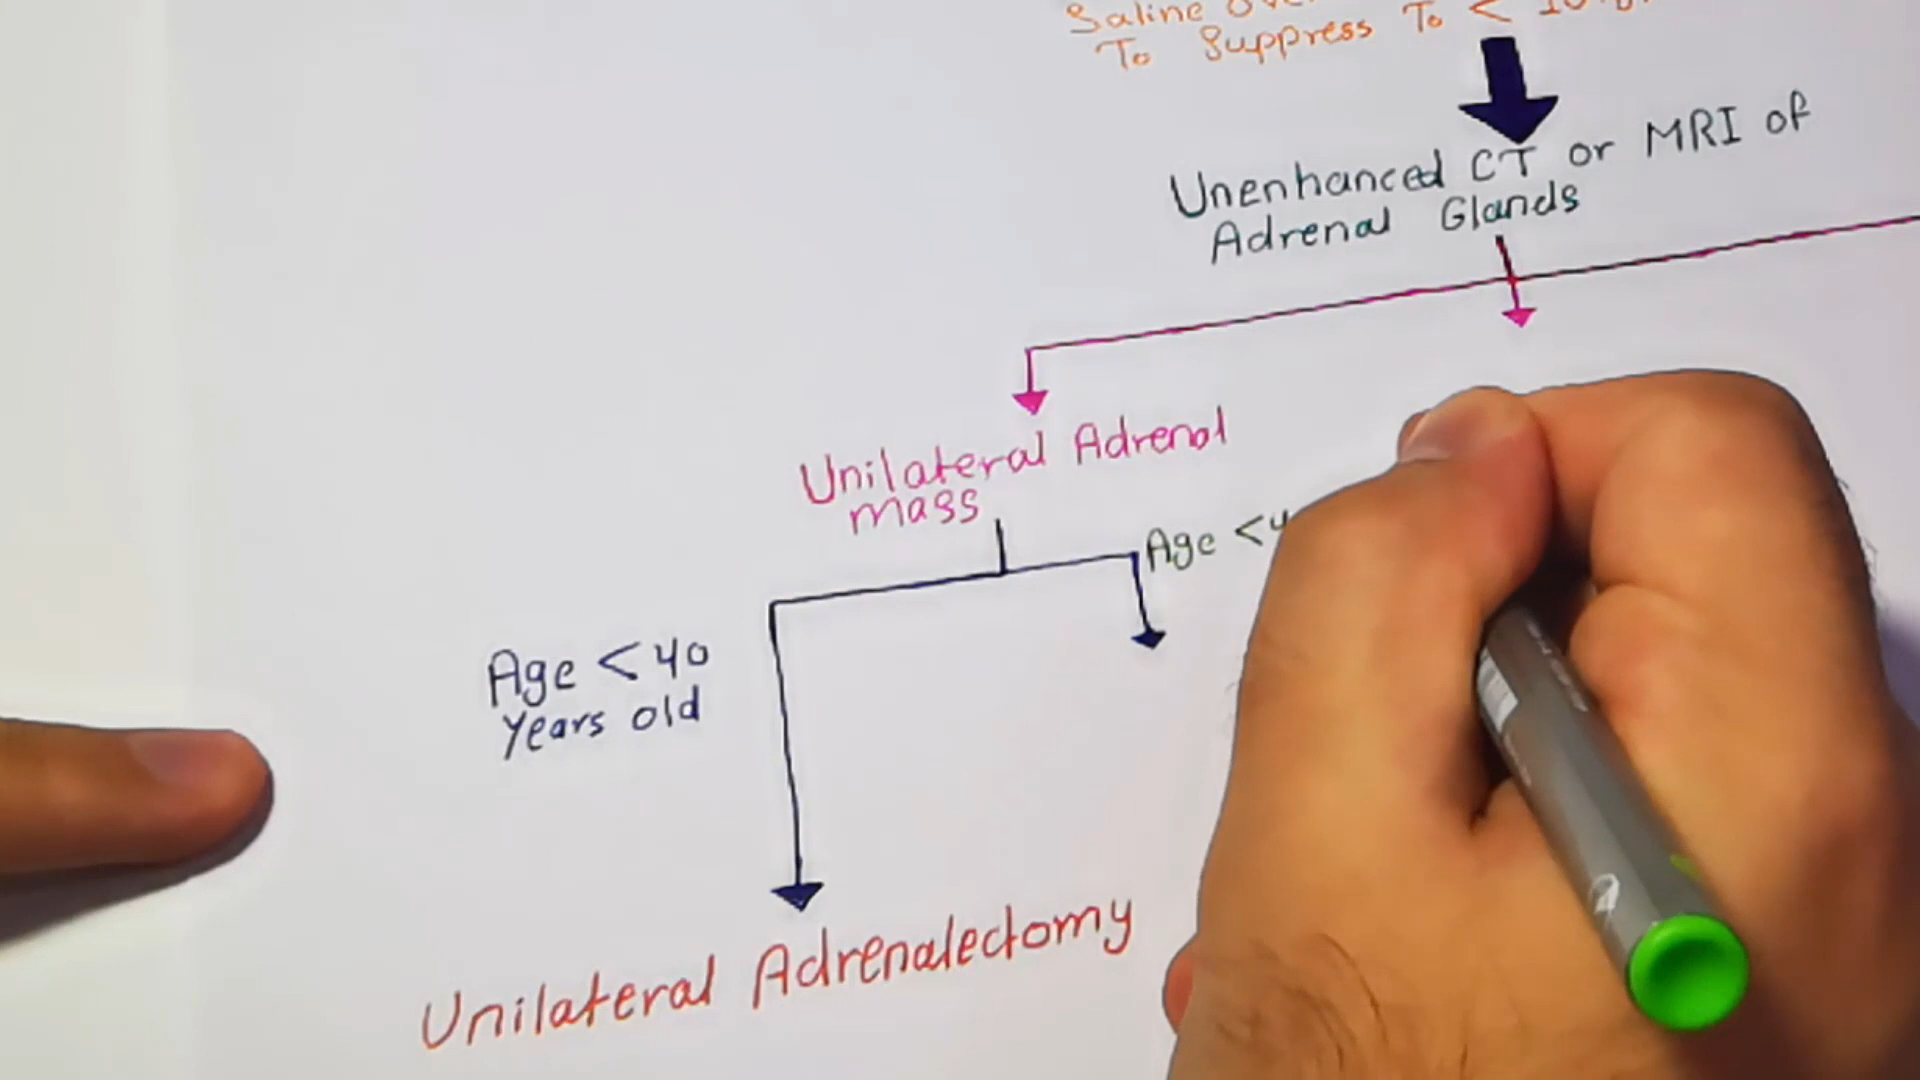 Saline
To Suppress To <
Unenhanced CT or MRI of
Adrenal Glands
Unilateral Adrenal
mass
Age <
Age <40
years old
Unilateral Adrenalectomy